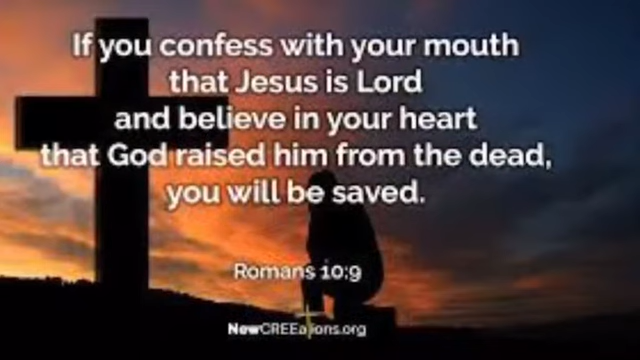 If you confess with your mouth
that Jesus is Lord
and believe in your heart
that God raised him from the dead,
you will be saved.
Romans 10:9
NewCREEations.org